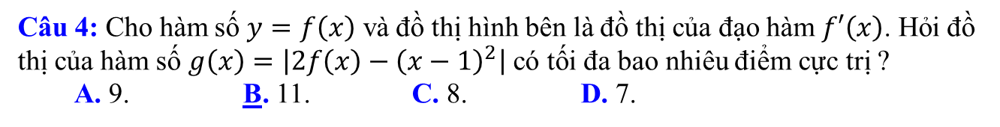 Câu 4: Cho hàm số y = f(x) và đồ thị hình bên là đồ thị của đạo hàm f′(x). Hỏi đồ
thị của hàm số g(x) = |2f(x) − (x − 1)²| có tối đa bao nhiêu điểm cực trị ?
A. 9. B. 11. C. 8. D. 7.